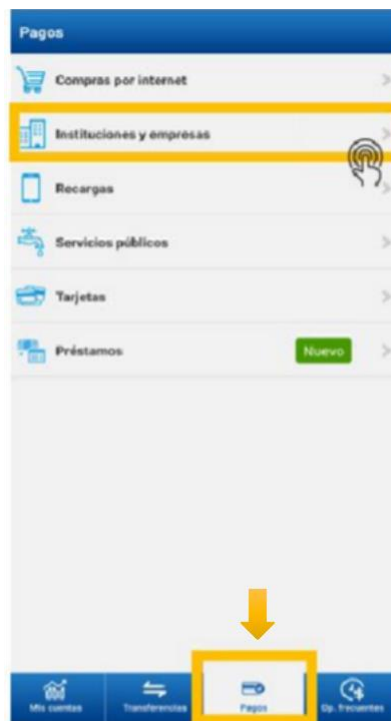 Pagos
Compras por internet
Instituciones y empresas
Recargas
Servicios públicos
Tarjetas
Préstamos Nuevo
Mis cuentas Transferencias Pagos Op. frecuentes